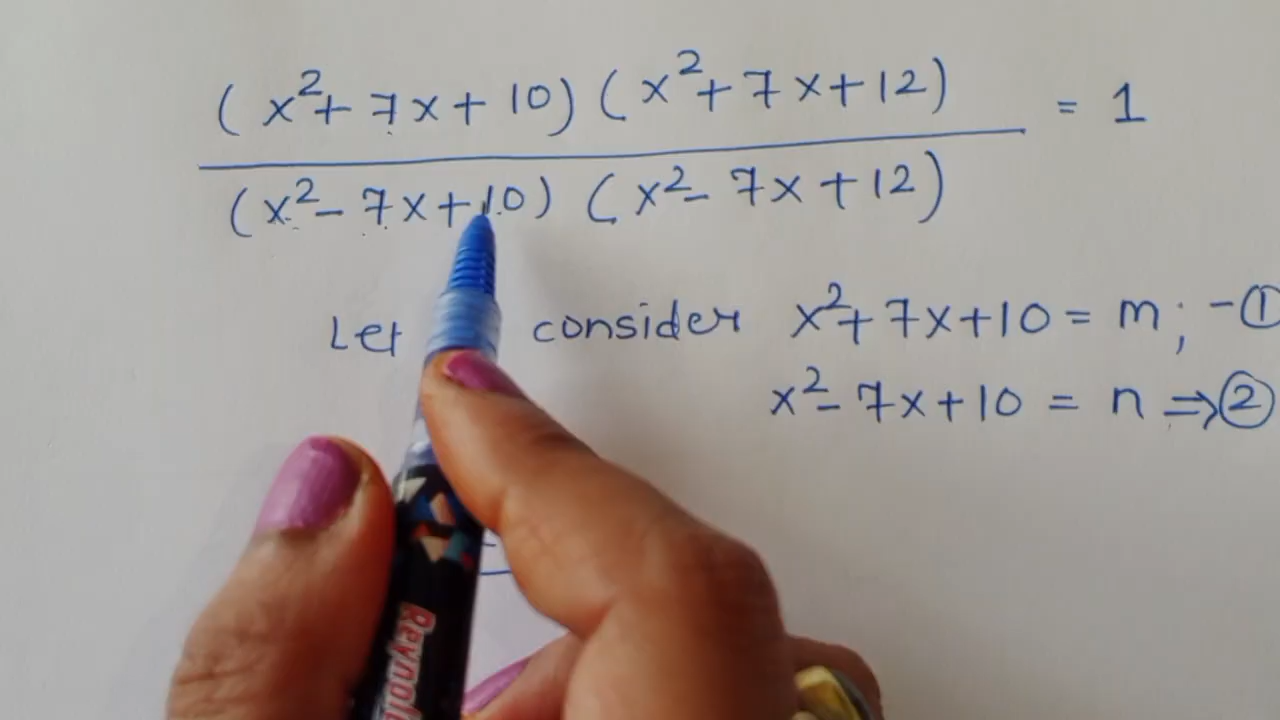 (x²+ 7x+ 10) (x²+ 7x+12)
= 1
(x²- 7x+10) (x²- 7x+12)
Let consider x²+ 7x+10 = m ; - ①
x²- 7x+10 = n ⇒ ②
Reynol